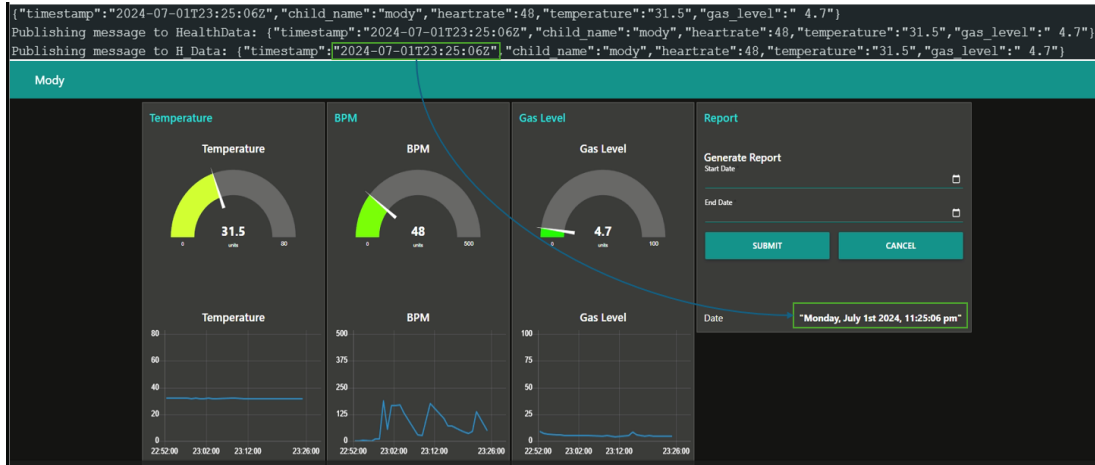 {"timestamp":"2024-07-01T23:25:06Z","child_name":"mody","heartrate":48,"temperature":"31.5","gas_level":" 4.7"}
Publishing message to HealthData: {"timestamp":"2024-07-01T23:25:06Z","child_name":"mody","heartrate":48,"temperature":"31.5","gas_level":" 4.7"}
Publishing message to H_Data: {"timestamp":"2024-07-01T23:25:06Z","child_name":"mody","heartrate":48,"temperature":"31.5","gas_level":" 4.7"}
Mody
Temperature
Temperature
31.5
units
0
80
Temperature
80
60
40
20
0
22:52:00 23:02:00 23:12:00 23:26:00
BPM
BPM
48
units
0
500
BPM
500
375
250
125
0
22:52:00 23:02:00 23:12:00 23:26:00
Gas Level
Gas Level
4.7
units
0
100
Gas Level
100
75
50
25
0
22:52:00 23:02:00 23:12:00 23:26:00
Report
Generate Report
Start Date
End Date
SUBMIT CANCEL
Date "Monday, July 1st 2024, 11:25:06 pm"